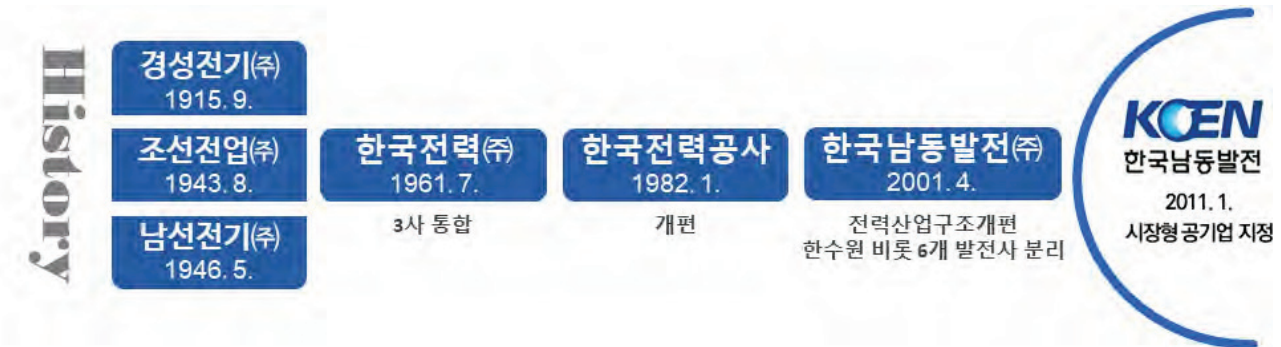 History
경성전기㈜
1915. 9.
조선전업㈜
1943. 8.
남선전기㈜
1946. 5.
한국전력㈜
1961. 7.
3사 통합
한국전력공사
1982. 1.
개편
한국남동발전㈜
2001. 4.
전력산업구조개편
한수원 비롯 6개 발전사 분리
KOEN
한국남동발전
2011. 1.
시장형 공기업 지정